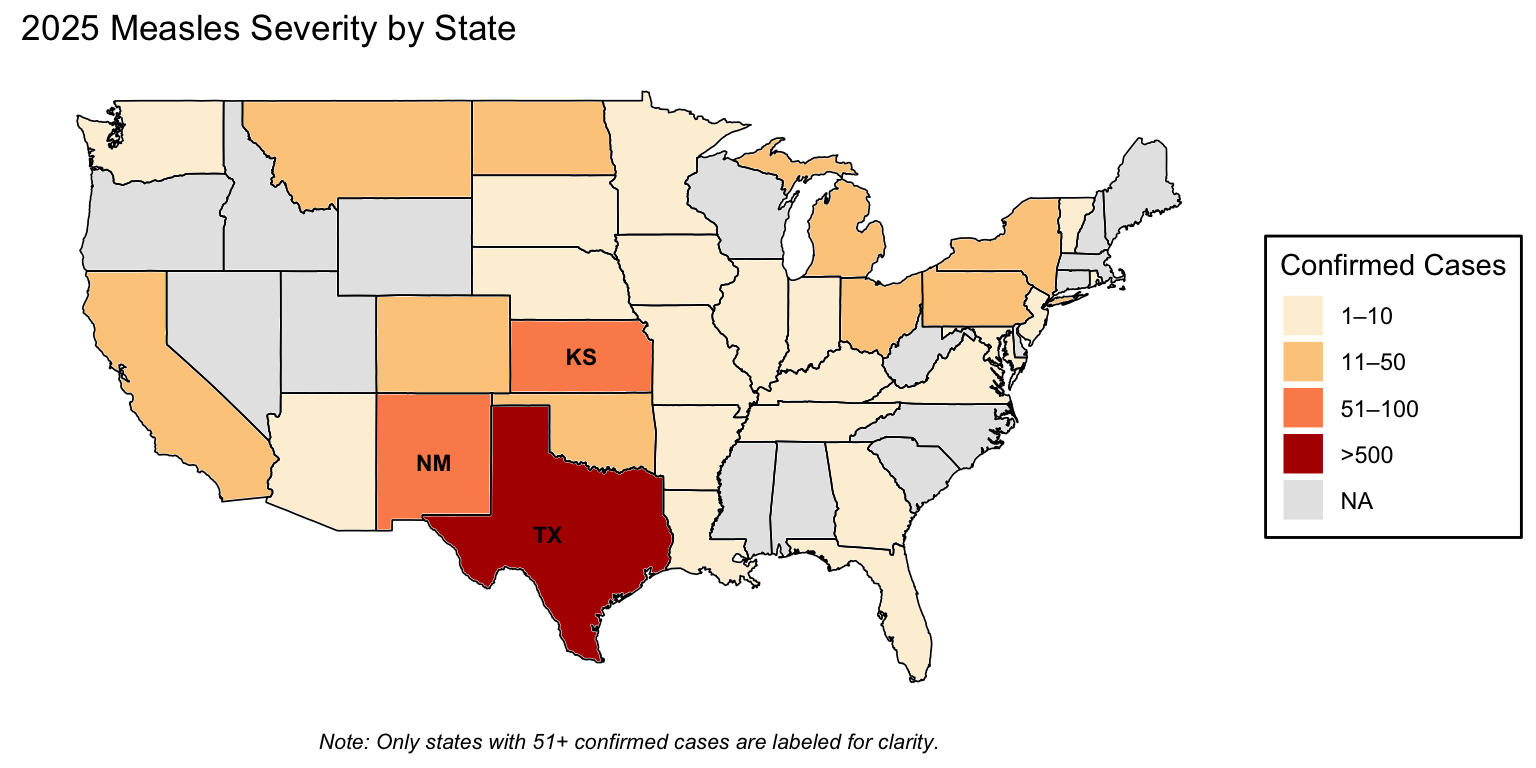 2025 Measles Severity by State
Confirmed Cases
1–10
11–50
51–100
>500
NA
KS
NM
TX
Note: Only states with 51+ confirmed cases are labeled for clarity.